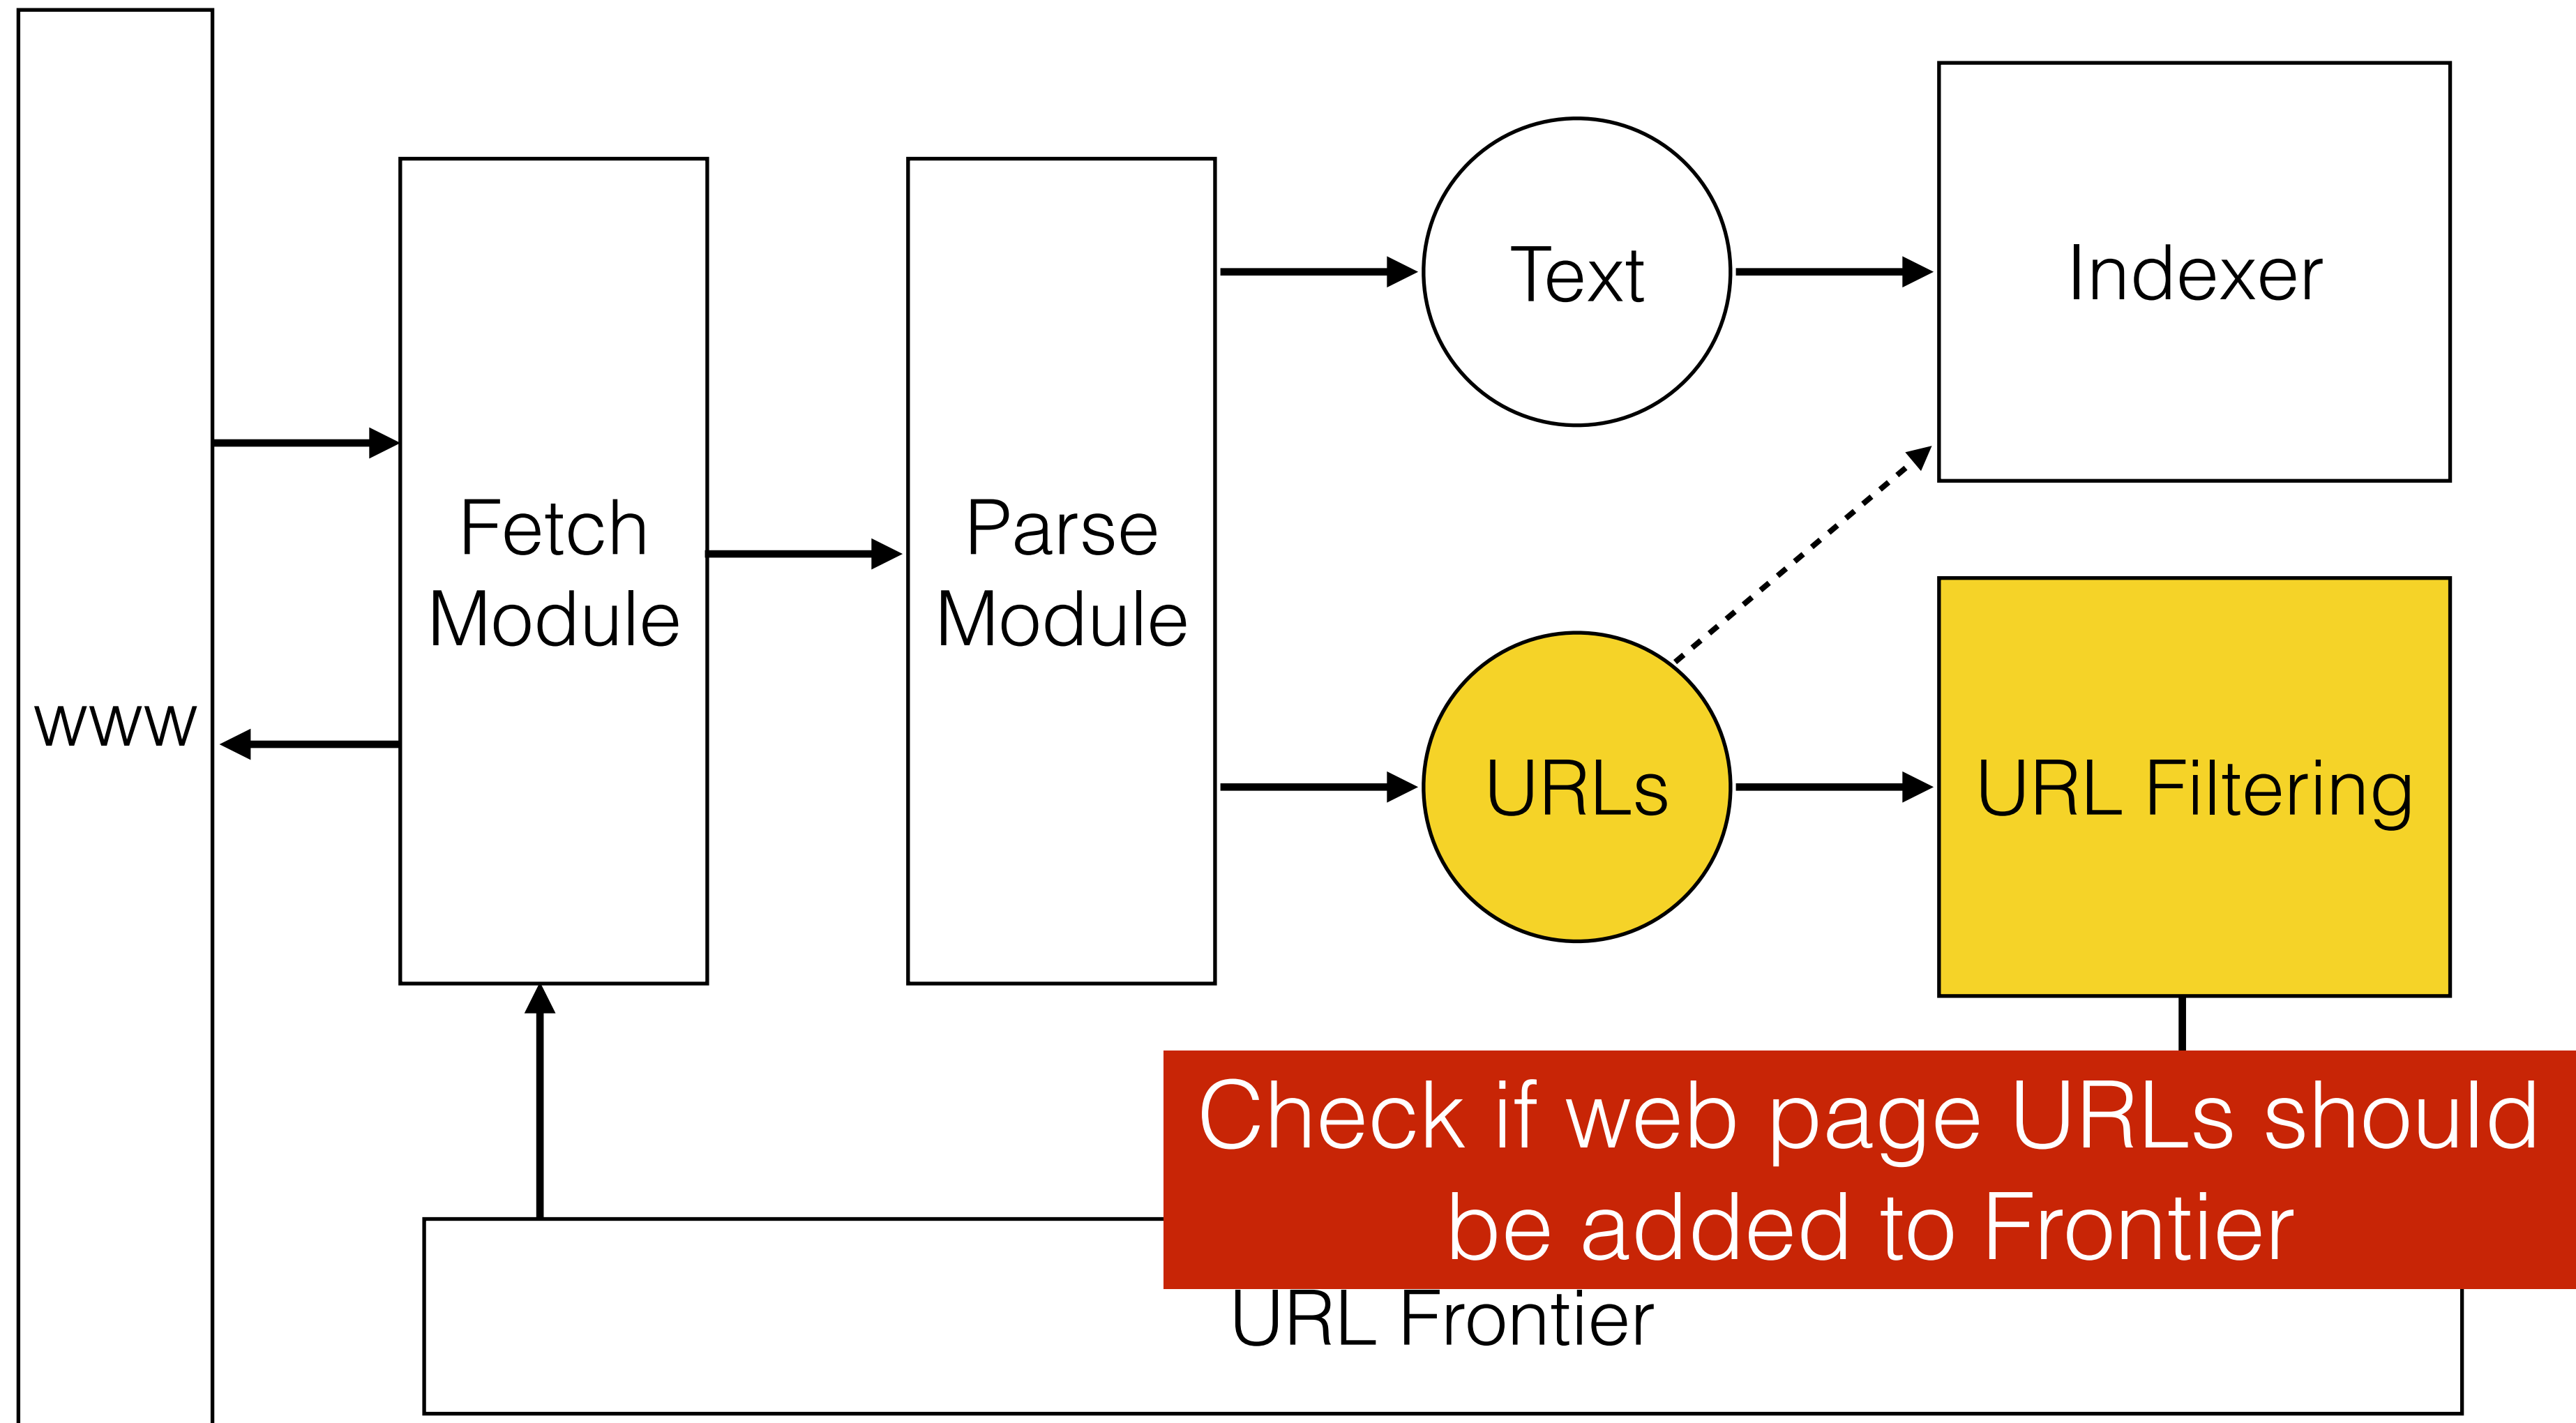 www
Fetch
Module
Parse
Module
Text
Indexer
URLs
URL Filtering
Check if web page URLs should
be added to Frontier
URL Frontier